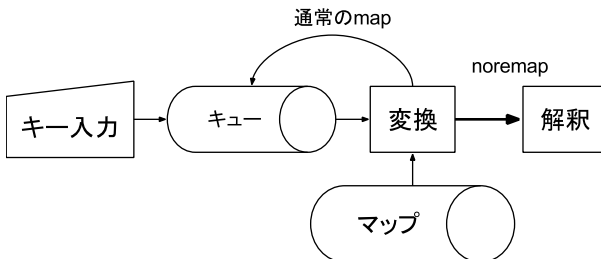 通常のmap
noremap
キー入力
キュー
変換
解釈
マップ